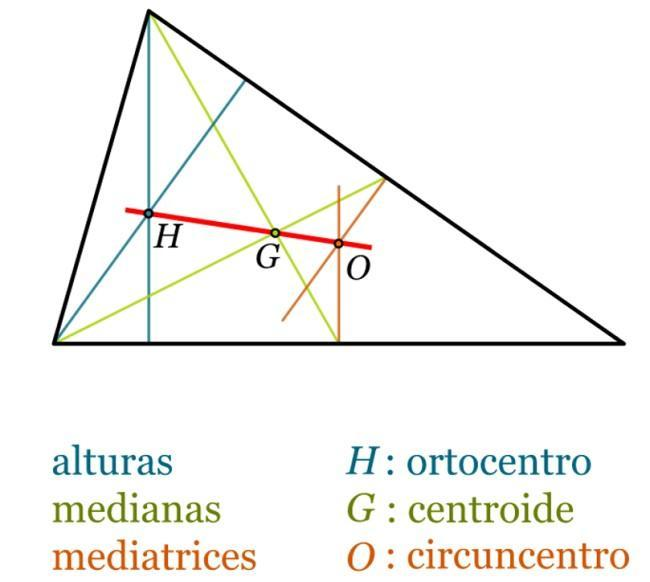 H
G
O
alturas H: ortocentro
medianas G: centroide
mediatrices O: circuncentro